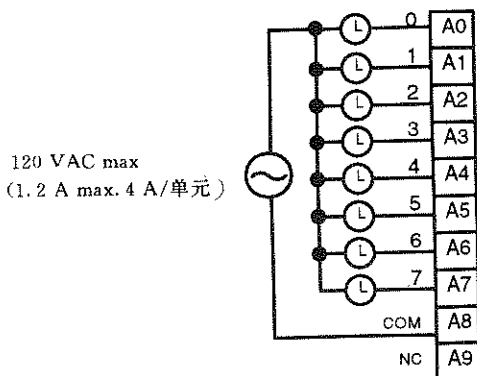 L 0 A0
L 1 A1
L 2 A2
L 3 A3
120 VAC max
(1.2 A max. 4 A/单元)
L 4 A4
L 5 A5
L 6 A6
L 7 A7
COM A8
NC A9